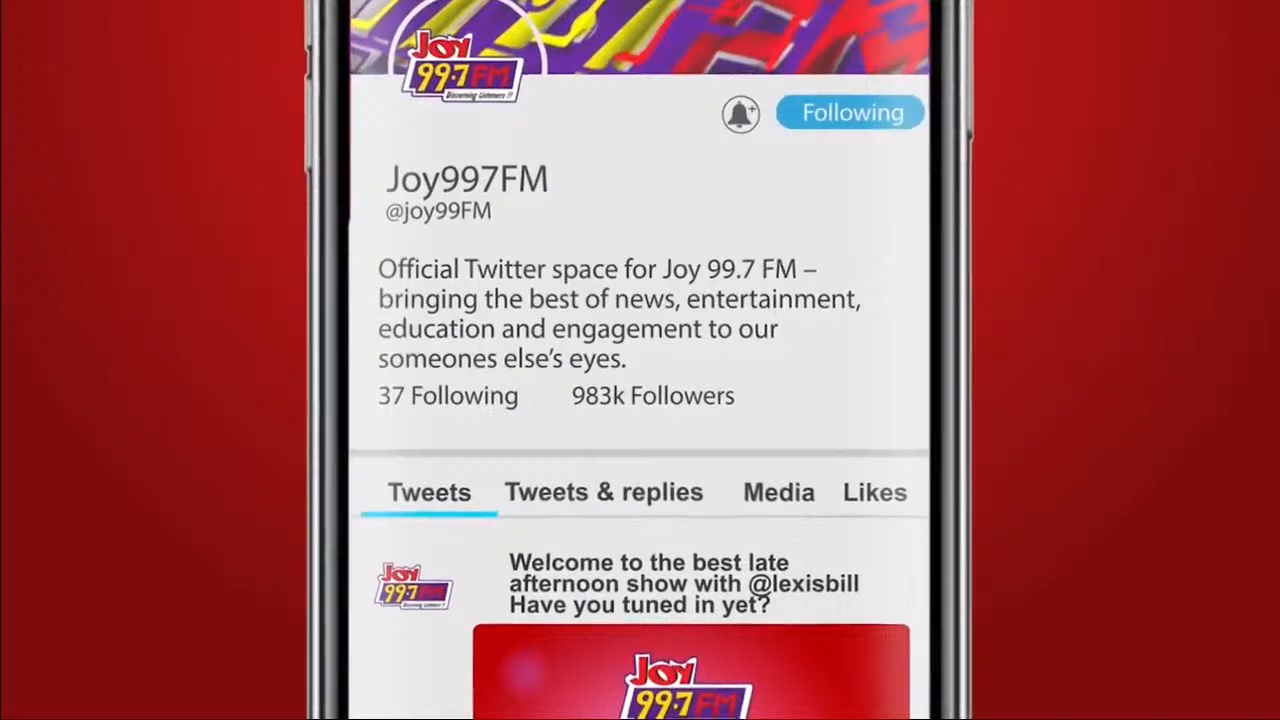 Joy
99.7 FM
Discerning Listeners !!
Following
Joy997FM
@joy99FM
Official Twitter space for Joy 99.7 FM –
bringing the best of news, entertainment,
education and engagement to our
someones else's eyes.
37 Following 983k Followers
Tweets Tweets & replies Media Likes
Joy
99.7 FM
Discerning Listeners !!
Welcome to the best late
afternoon show with @lexisbill
Have you tuned in yet?
Joy
99.7 FM